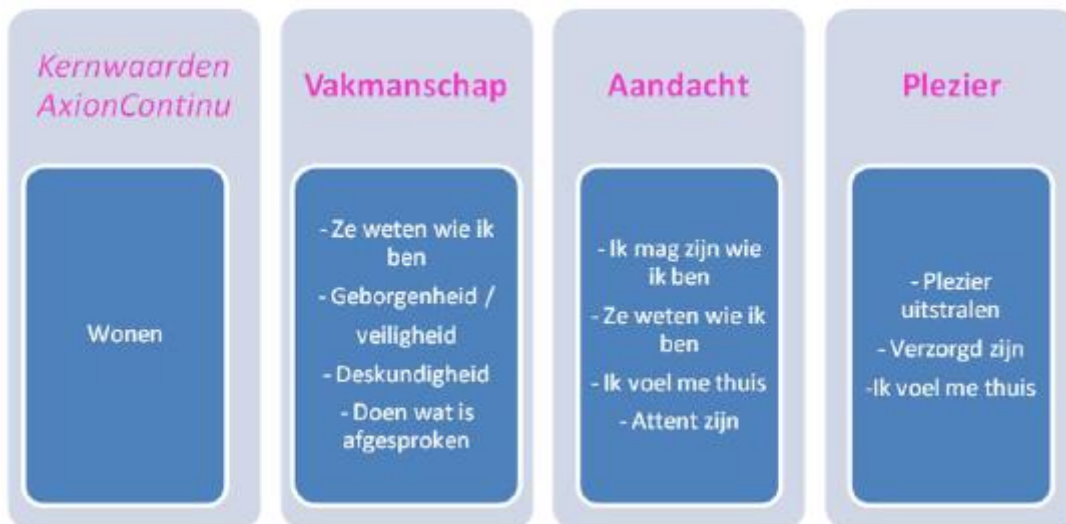 Kernwaarden
AxionContinu
Wonen
Vakmanschap
- Ze weten wie ik
ben
- Geborgenheid /
veiligheid
- Deskundigheid
- Doen wat is
afgesproken
Aandacht
- Ik mag zijn wie
ik ben
- Ze weten wie ik
ben
- Ik voel me thuis
- Attent zijn
Plezier
- Plezier
uitstralen
- Verzorgd zijn
-Ik voel me thuis